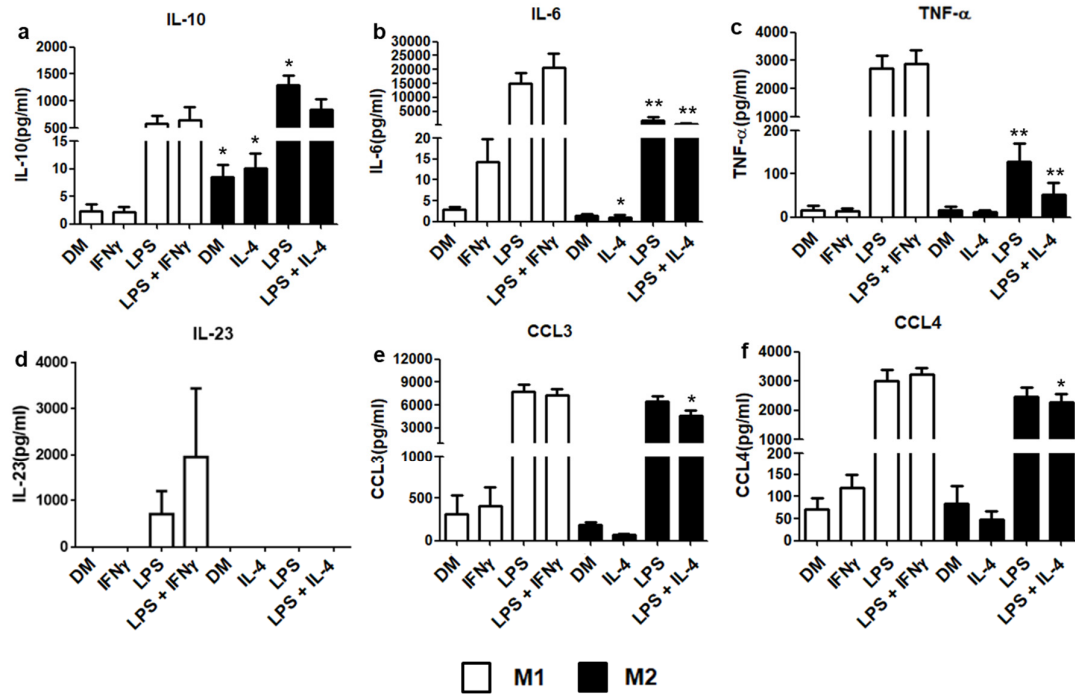 a
IL-10
IL-10(pg/ml)
2000
1500
1000
500
15
10
5
0
* * *
DM IFNγ LPS LPS + IFNγ DM IL-4 LPS LPS + IL-4
b
IL-6
IL-6(pg/ml)
30000
25000
20000
15000
10000
5000
20
15
10
5
0
* ** **
DM IFNγ LPS LPS + IFNγ DM IL-4 LPS LPS + IL-4
c
TNF-α
TNF-α(pg/ml)
4000
3000
2000
1000
200
100
0
** **
DM IFNγ LPS LPS + IFNγ DM IL-4 LPS LPS + IL-4
d
IL-23
IL-23(pg/ml)
4000
3000
2000
1000
0
DM IFNγ LPS LPS + IFNγ DM IL-4 LPS LPS + IL-4
e
CCL3
CCL3(pg/ml)
12000
9000
6000
3000
1000
500
0
*
DM IFNγ LPS LPS + IFNγ DM IL-4 LPS LPS + IL-4
f
CCL4
CCL4(pg/ml)
4000
3000
2000
1000
200
150
100
50
0
*
DM IFNγ LPS LPS + IFNγ DM IL-4 LPS LPS + IL-4
M1 M2